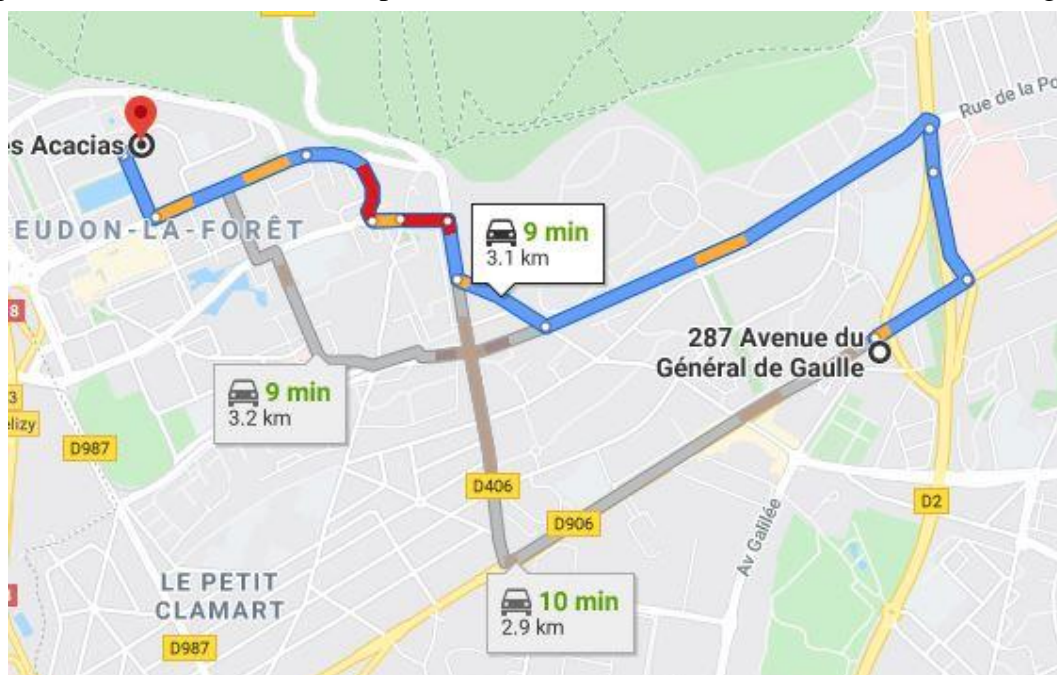 Rue de la Po
es Acacias
EUDON-LA-FORÊT
9 min
3.1 km
8
287 Avenue du
Général de Gaulle
9 min
3.2 km
3
elizy
D987
D406
D2
D906
Av Galilée
LE PETIT
CLAMART
10 min
2.9 km
D987